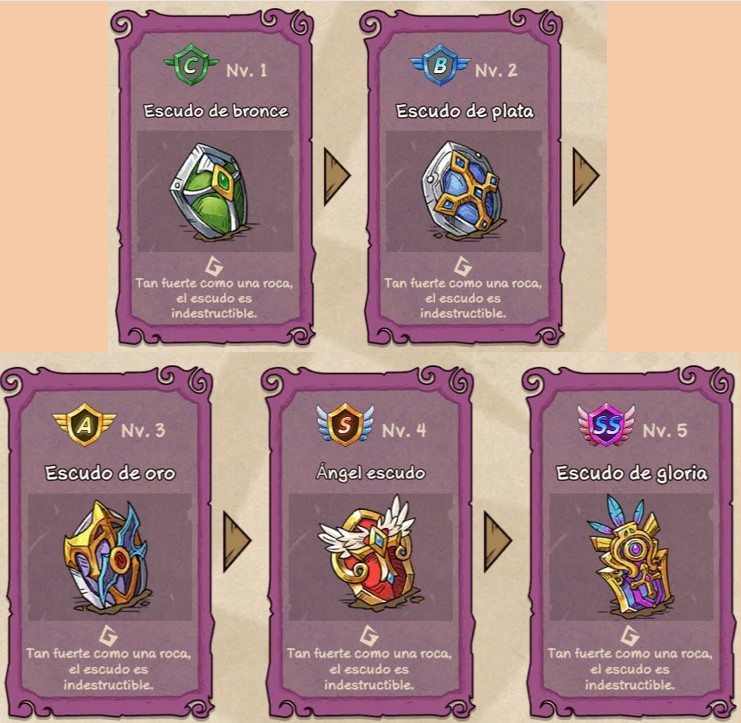 C Nv. 1
Escudo de bronce
Tan fuerte como una roca,
el escudo es
indestructible.
B Nv. 2
Escudo de plata
Tan fuerte como una roca,
el escudo es
indestructible.
A Nv. 3
Escudo de oro
Tan fuerte como una roca,
el escudo es
indestructible.
S Nv. 4
Ángel escudo
Tan fuerte como una roca,
el escudo es
indestructible.
SS Nv. 5
Escudo de gloria
Tan fuerte como una roca,
el escudo es
indestructible.